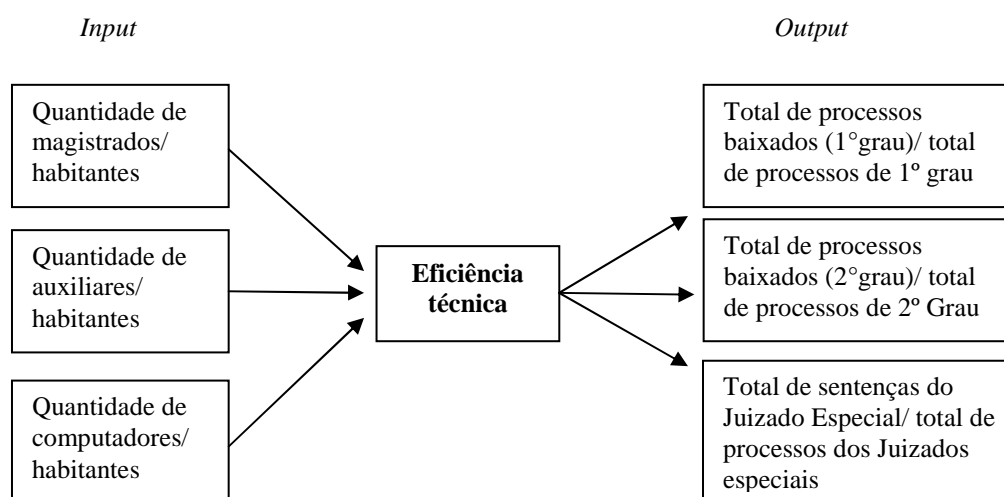 Input
Output
Quantidade de
magistrados/
habitantes
Quantidade de
auxiliares/
habitantes
Quantidade de
computadores/
habitantes
Eficiência
técnica
Total de processos
baixados (1°grau)/ total
de processos de 1º grau
Total de processos
baixados (2°grau)/ total
de processos de 2º Grau
Total de sentenças do
Juizado Especial/ total de
processos dos Juizados
especiais